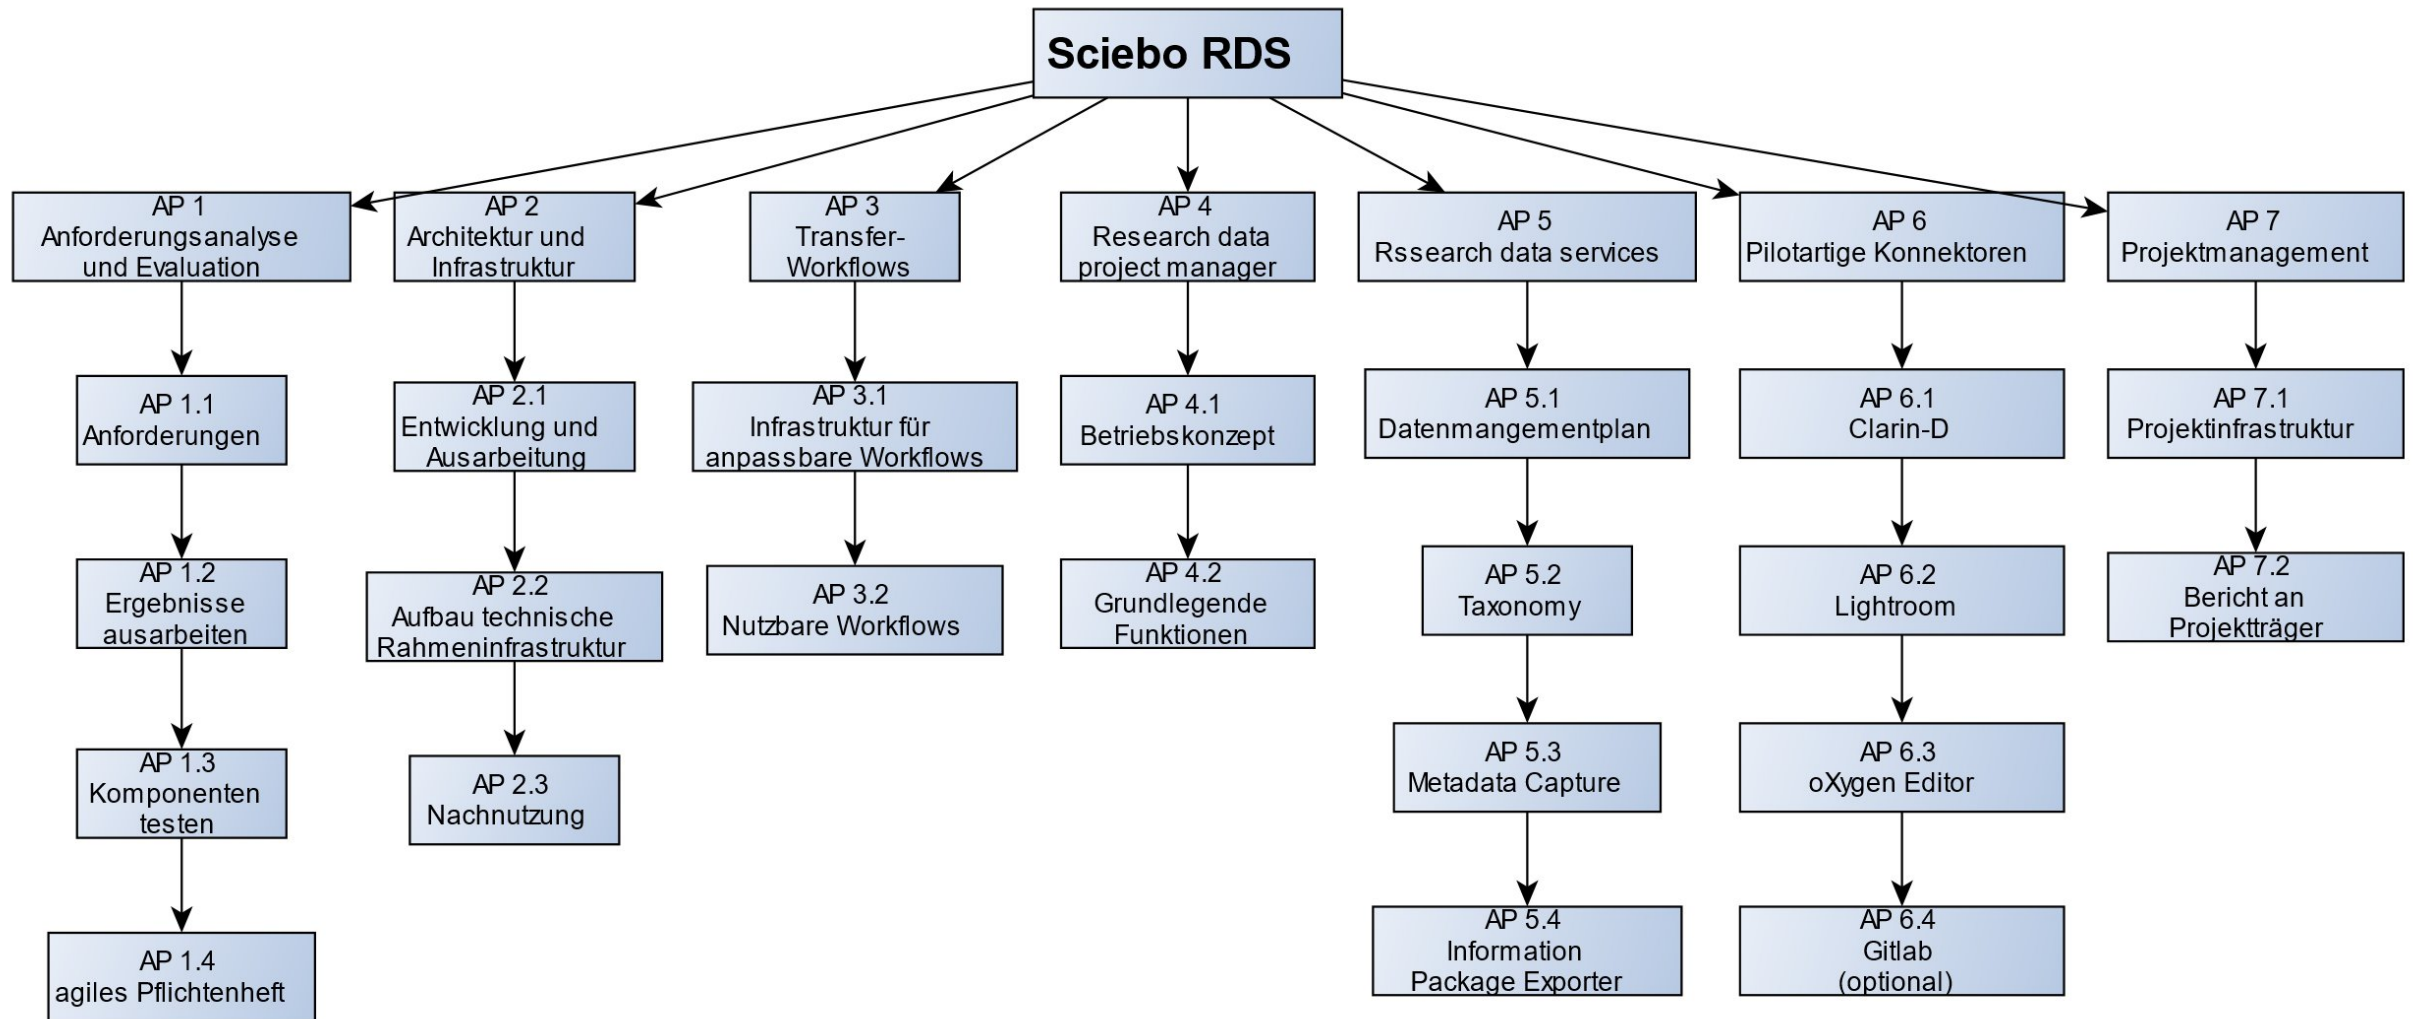 Sciebo RDS
AP 1
Anforderungsanalyse
und Evaluation
AP 2
Architektur und
Infrastruktur
AP 3
Transfer-
Workflows
AP 4
Research data
project manager
AP 5
Rssearch data services
AP 6
Pilotartige Konnektoren
AP 7
Projektmanagement
AP 1.1
Anforderungen
AP 2.1
Entwicklung und
Ausarbeitung
AP 3.1
Infrastruktur für
anpassbare Workflows
AP 4.1
Betriebskonzept
AP 5.1
Datenmangementplan
AP 6.1
Clarin-D
AP 7.1
Projektinfrastruktur
AP 1.2
Ergebnisse
ausarbeiten
AP 2.2
Aufbau technische
Rahmeninfrastruktur
AP 3.2
Nutzbare Workflows
AP 4.2
Grundlegende
Funktionen
AP 5.2
Taxonomy
AP 6.2
Lightroom
AP 7.2
Bericht an
Projektträger
AP 1.3
Komponenten
testen
AP 2.3
Nachnutzung
AP 5.3
Metadata Capture
AP 6.3
oXygen Editor
AP 1.4
agiles Pflichtenheft
AP 5.4
Information
Package Exporter
AP 6.4
Gitlab
(optional)